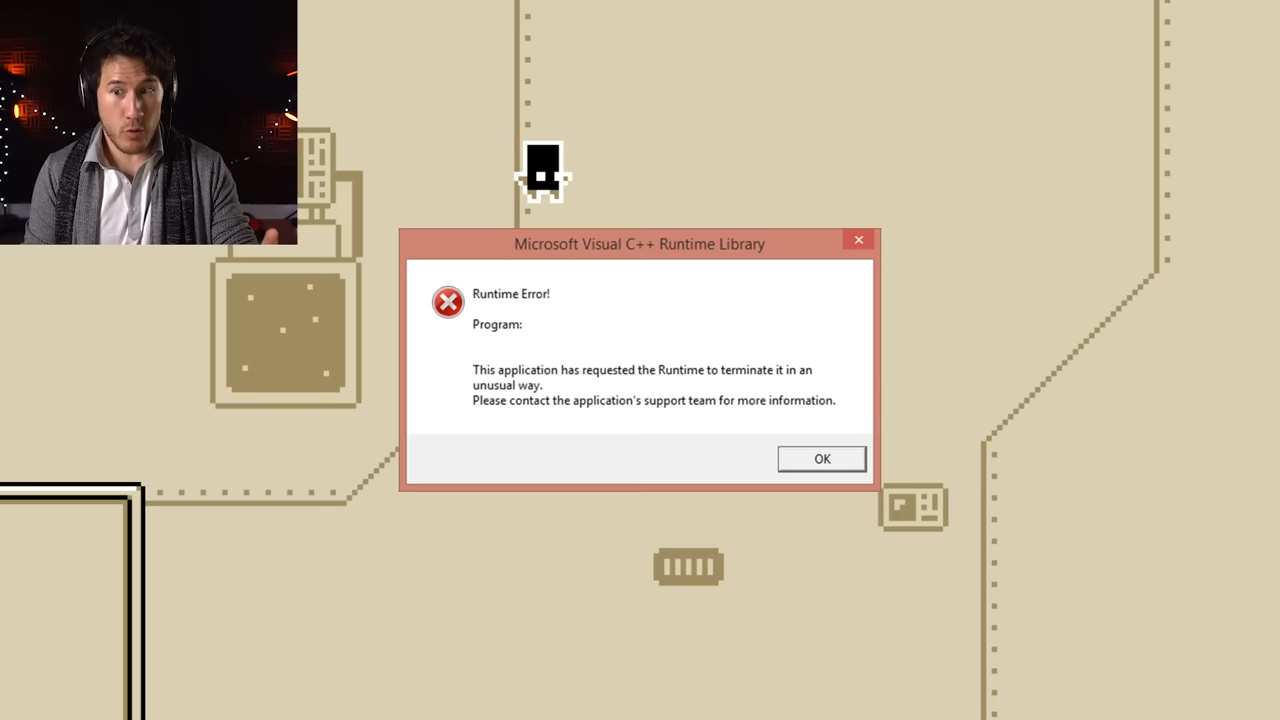 Microsoft Visual C++ Runtime Library
Runtime Error!
Program:
This application has requested the Runtime to terminate it in an
unusual way.
Please contact the application's support team for more information.
OK